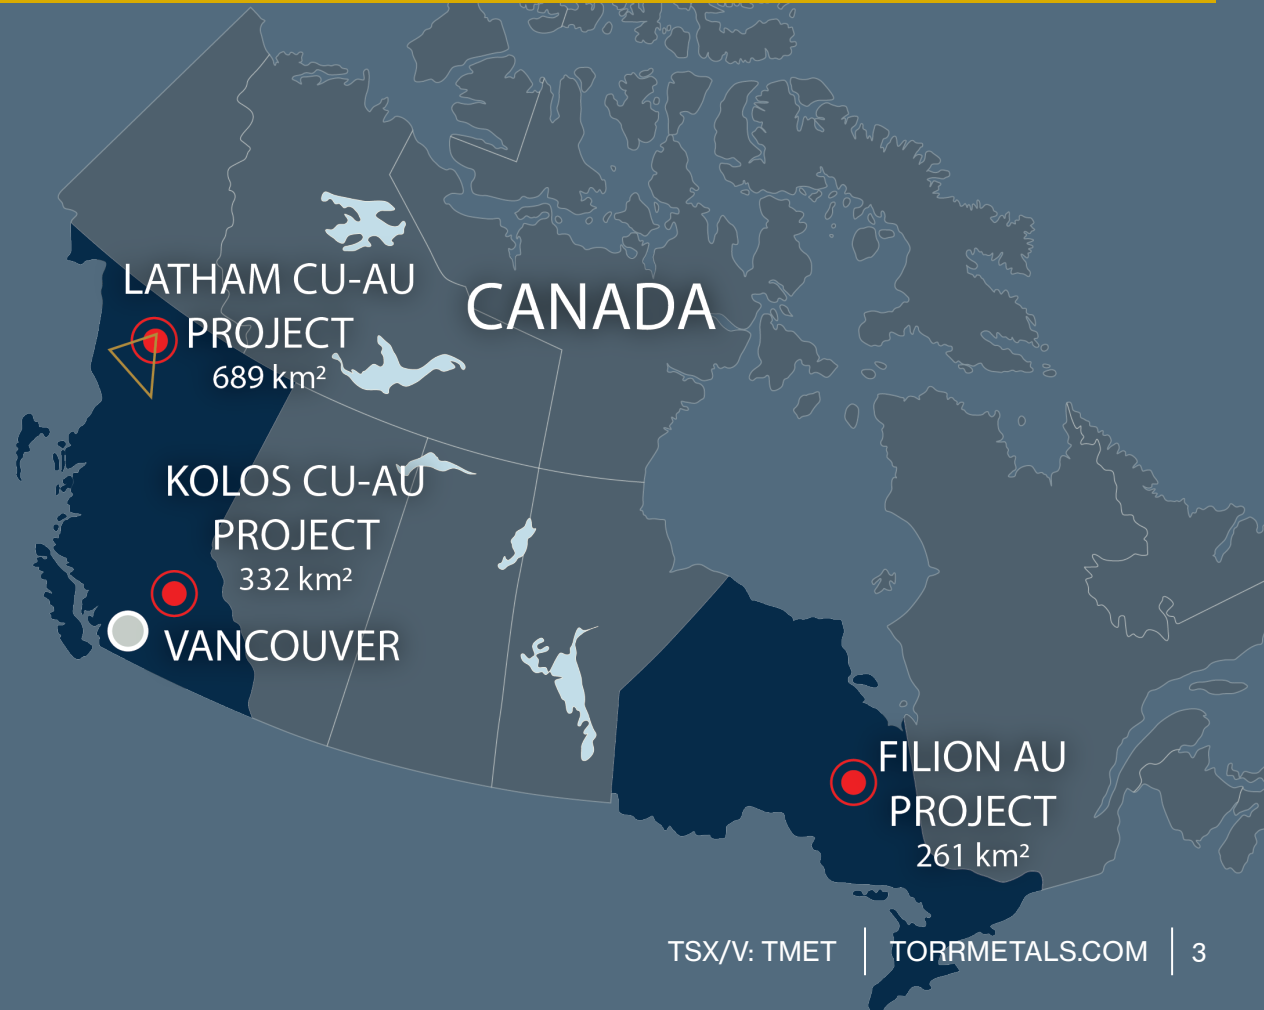 LATHAM CU-AU
PROJECT
689 km²
CANADA
KOLOS CU-AU
PROJECT
332 km²
VANCOUVER
FILION AU
PROJECT
261 km²
TSX/V: TMET | TORRMETALS.COM | 3